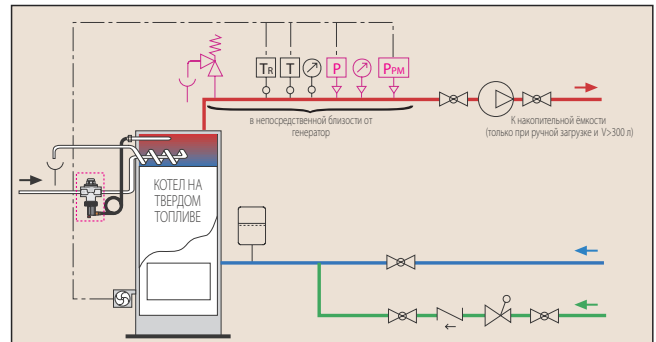 TR T P PPM
в непосредственной близости от
генератор
К накопительной ёмкости
(только при ручной загрузке и V>300 л)
КОТЕЛ НА
ТВЕРДОМ
ТОПЛИВЕ